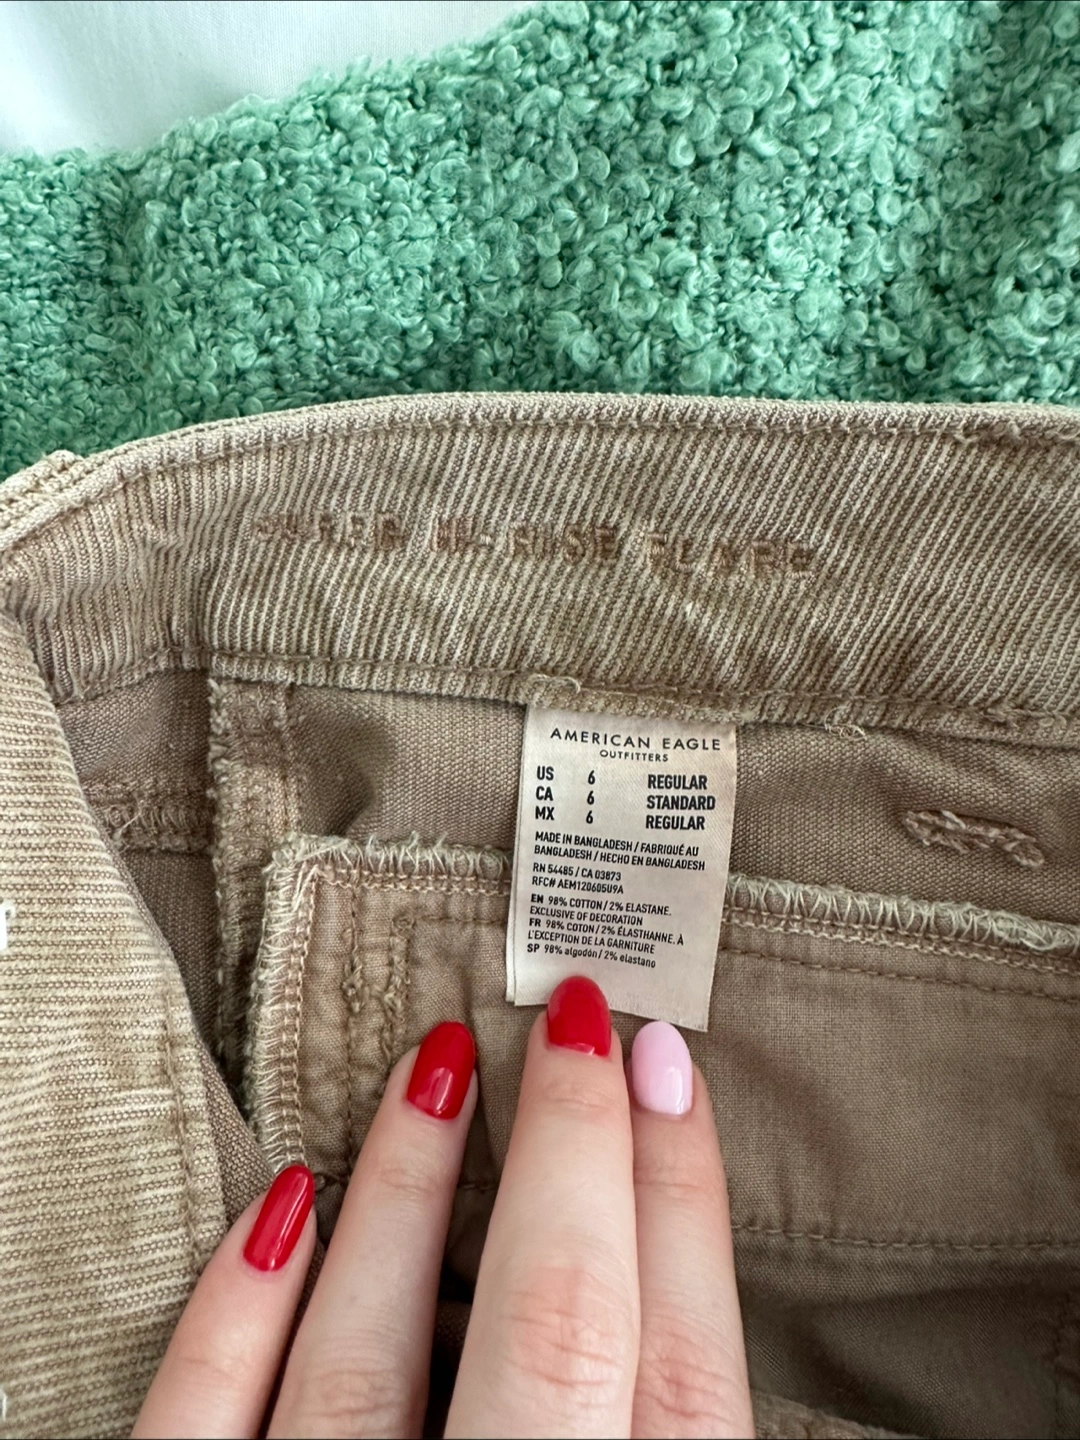 SUPER HI-RISE FLARE
AMERICAN EAGLE
OUTFITTERS
US 6 REGULAR
CA 6 STANDARD
MX 6 REGULAR
MADE IN BANGLADESH / FABRIQUÉ AU
BANGLADESH / HECHO EN BANGLADESH
RN 54485 / CA 03873
RFC# AEM120605U9A
EN 98% COTTON / 2% ELASTANE.
EXCLUSIVE OF DECORATION
FR 98% COTON / 2% ÉLASTHANNE. À
L'EXCEPTION DE LA GARNITURE
SP 98% algodón / 2% elastano